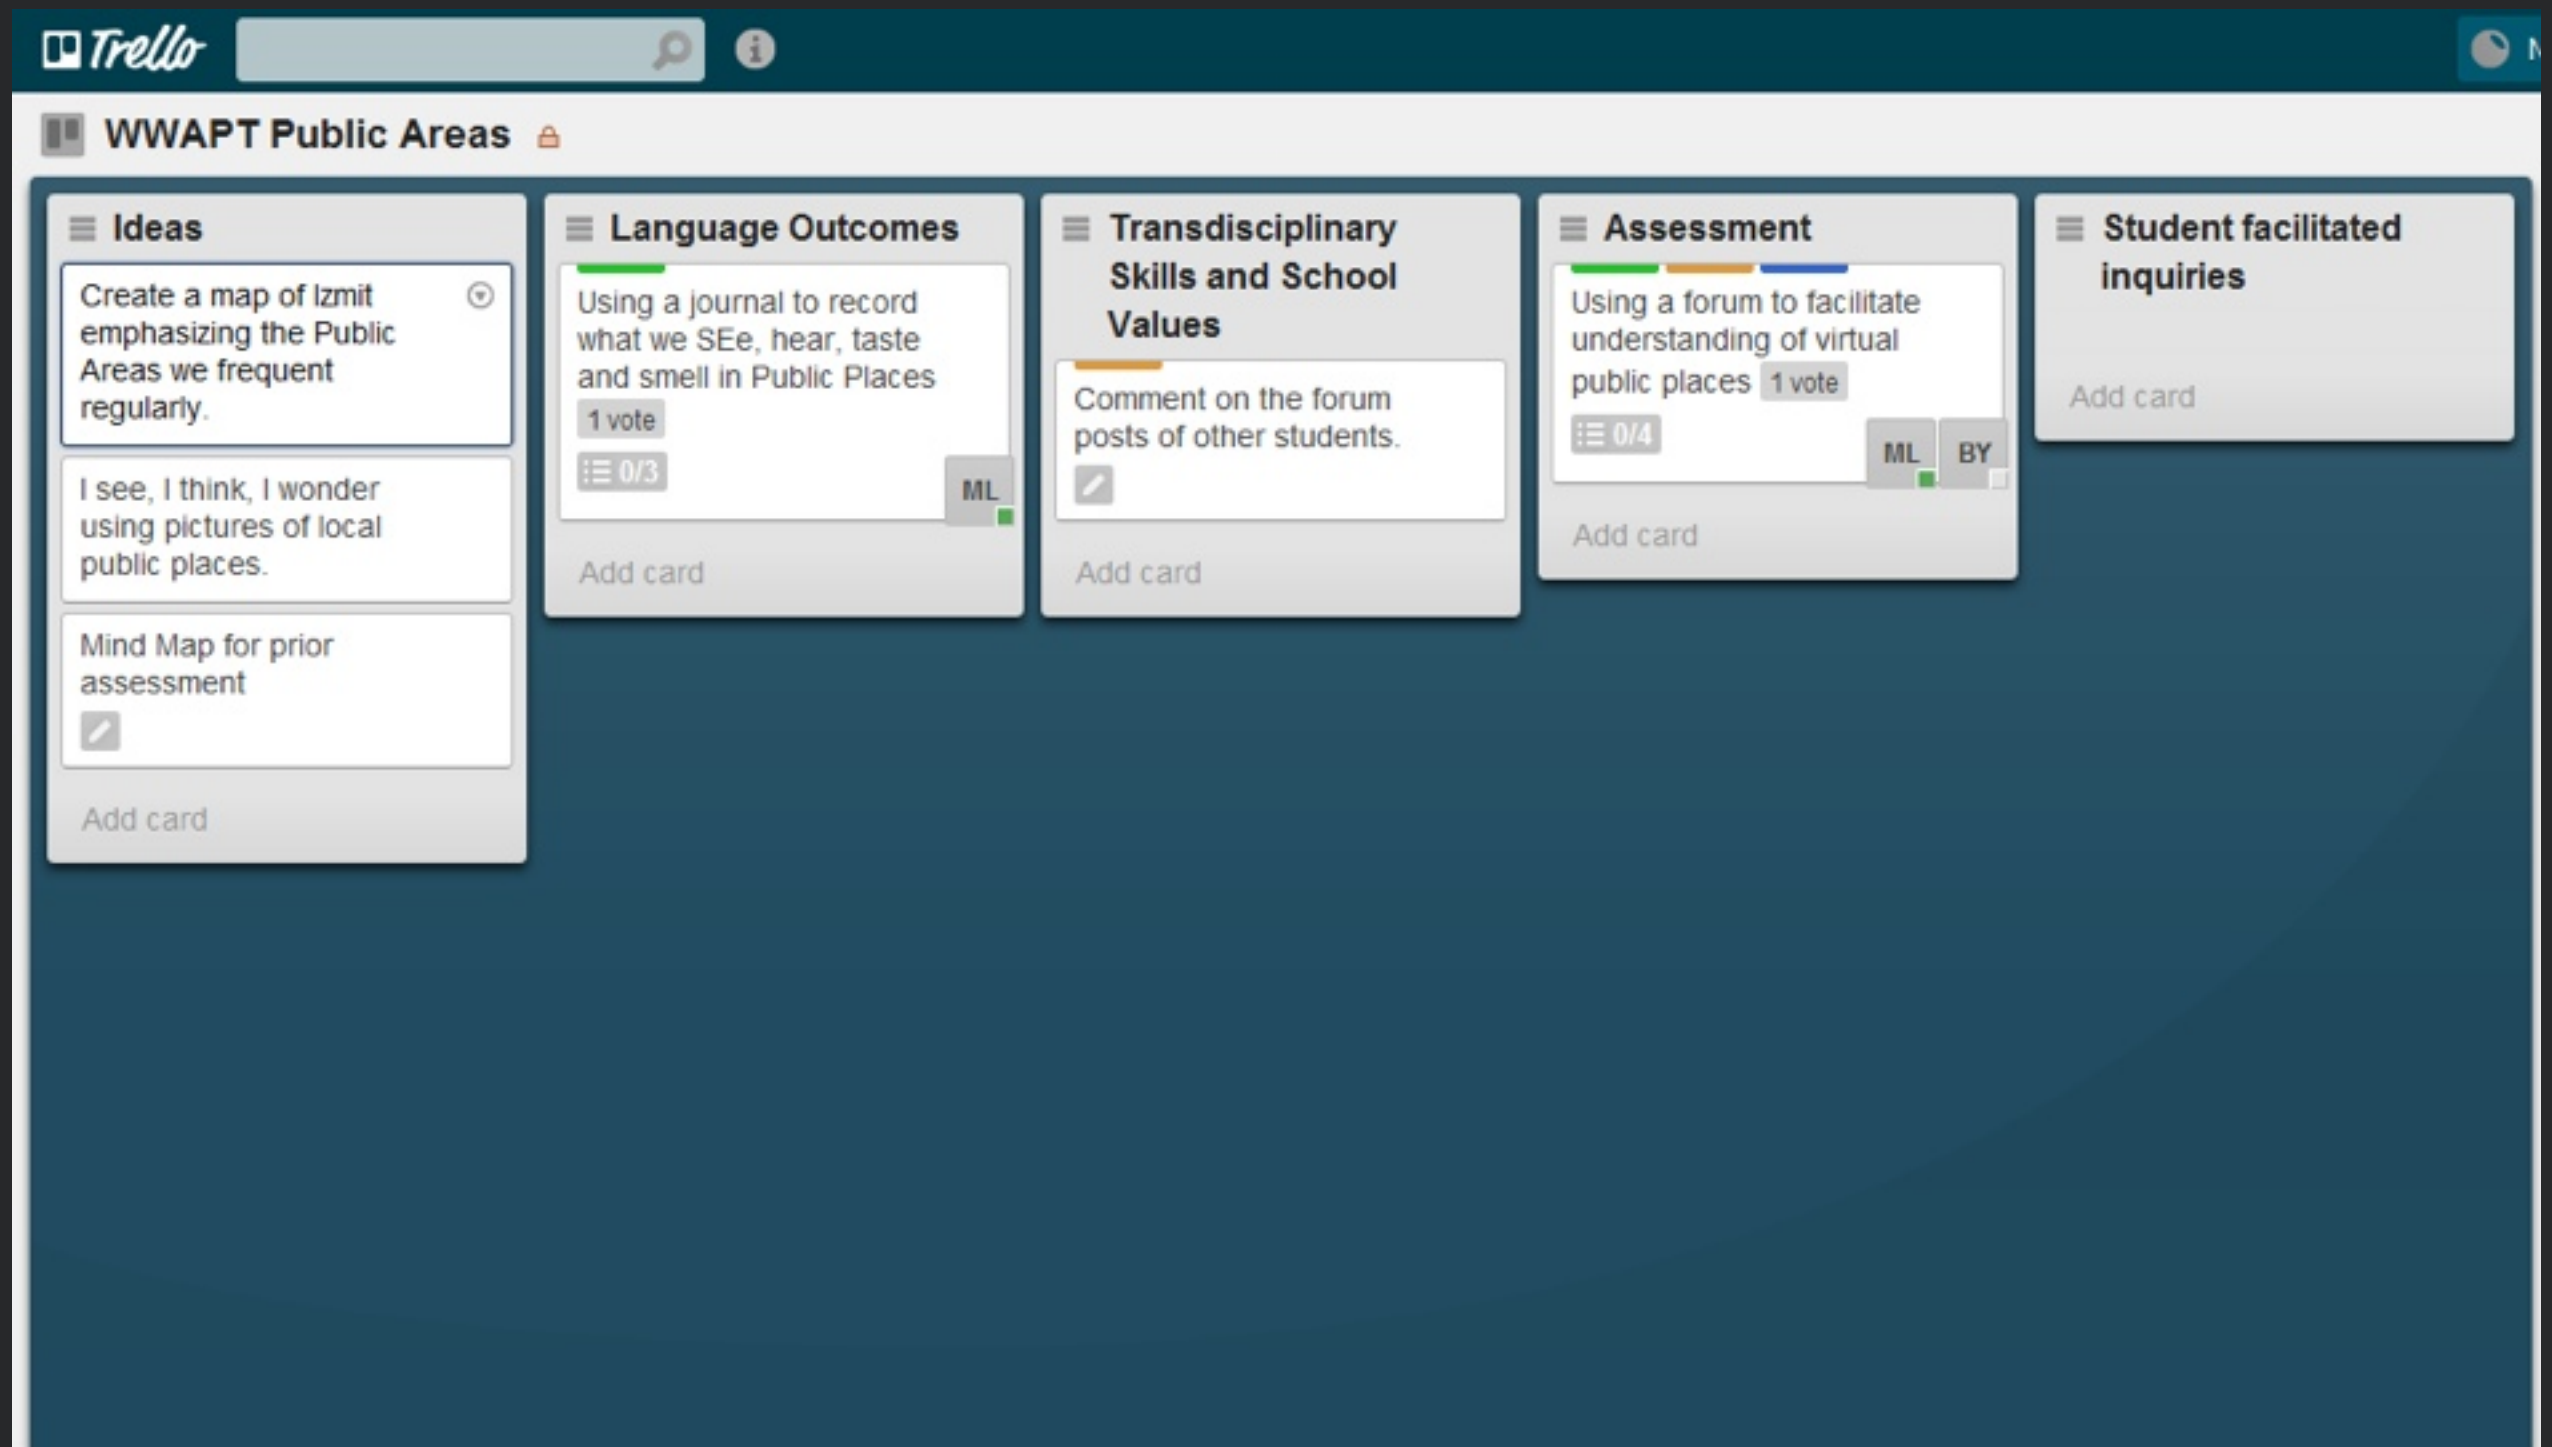 Trello
WWAPT Public Areas
Ideas
Create a map of Izmit
emphasizing the Public
Areas we frequent
regularly.
I see, I think, I wonder
using pictures of local
public places.
Mind Map for prior
assessment
Add card
Language Outcomes
Using a journal to record
what we SEe, hear, taste
and smell in Public Places
1 vote
0/3
ML
Add card
Transdisciplinary
Skills and School
Values
Comment on the forum
posts of other students.
Add card
Assessment
Using a forum to facilitate
understanding of virtual
public places 1 vote
0/4
ML BY
Add card
Student facilitated
inquiries
Add card